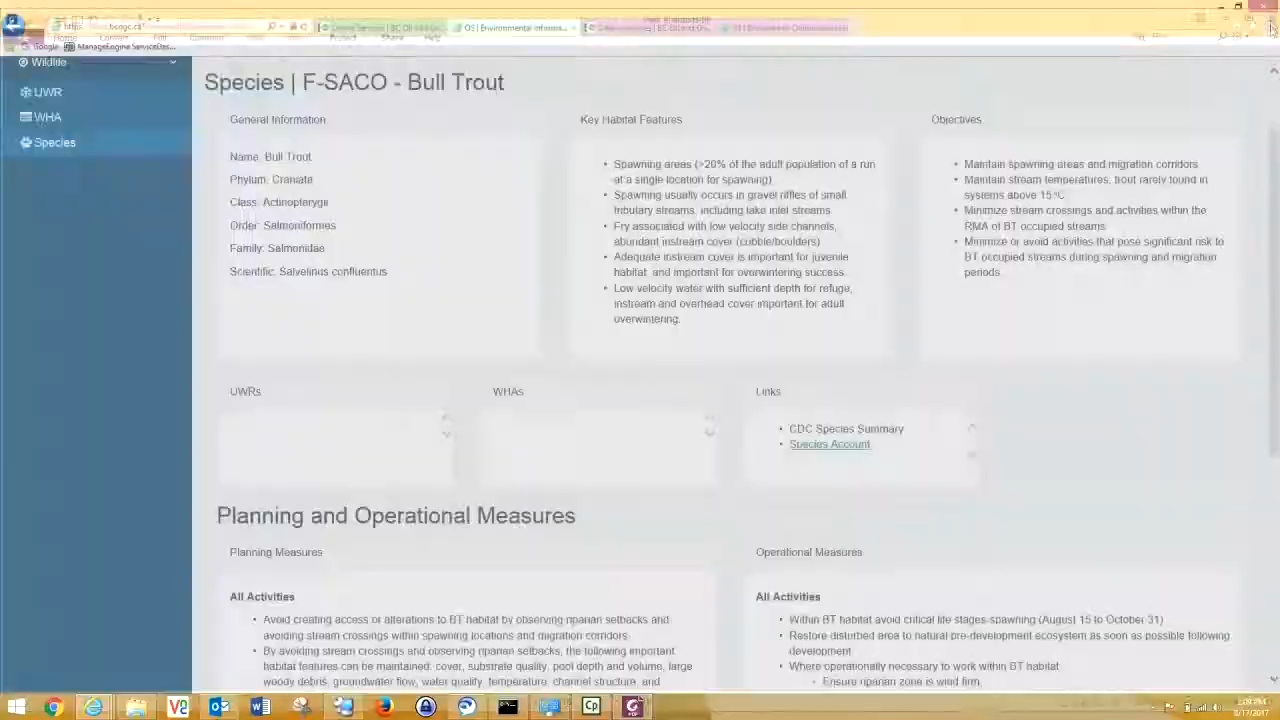 bcogc.ca
OS | Environmental Informa...
Google
ManageEngine ServiceDes...
Share
Help
Wildlife
UWR
WHA
Species
Species | F-SACO - Bull Trout
General Information
Name: Bull Trout
Phylum: Craniata
Class: Actinopterygii
Order: Salmoniformes
Family: Salmonidae
Scientific: Salvelinus confluentus
Key Habitat Features
• Spawning areas (>20% of the adult population of a run
at a single location for spawning)
• Spawning usually occurs in gravel riffles of small
tributary streams, including lake inlet streams
• Fry associated with low velocity side channels,
abundant instream cover (cobble/boulders)
• Adequate instream cover is important for juvenile
habitat, and important for overwintering success.
• Low velocity water with sufficient depth for refuge,
instream and overhead cover important for adult
overwintering.
Objectives
• Maintain spawning areas and migration corridors
• Maintain stream temperatures, trout rarely found in
systems above 15°C
• Minimize stream crossings and activities within the
RMA of BT occupied streams
• Minimize or avoid activities that pose significant risk to
BT occupied streams during spawning and migration
periods.
UWRs
WHAs
Links
• CDC Species Summary
• Species Account
Planning and Operational Measures
Planning Measures
All Activities
• Avoid creating access or alterations to BT habitat by observing riparian setbacks and
avoiding stream crossings within spawning locations and migration corridors.
• By avoiding stream crossings and observing riparian setbacks, the following important
habitat features can be maintained: cover, substrate quality, pool depth and volume, large
woody debris, groundwater flow, water quality, temperature, channel structure, and
Operational Measures
All Activities
• Within BT habitat avoid critical life stages-spawning (August 15 to October 31)
• Restore disturbed area to natural pre-development ecosystem as soon as possible following
development
• Where operationally necessary to work within BT habitat
• Ensure riparian zone is wind firm.
8/17/2017